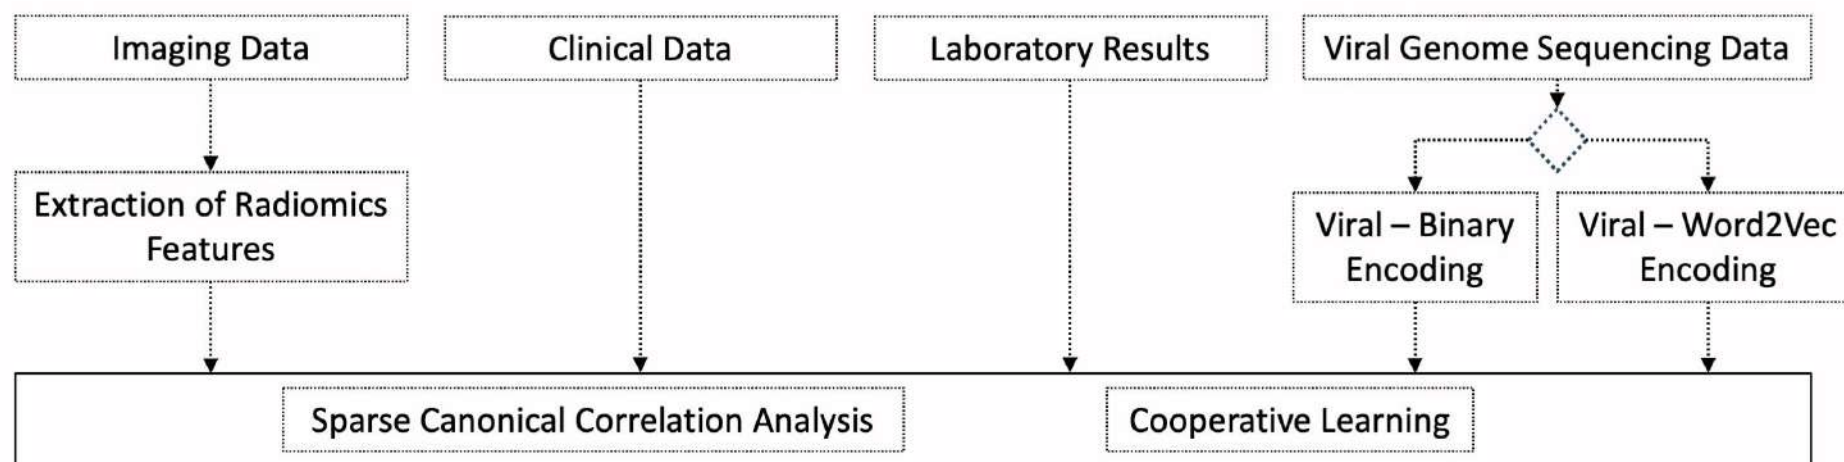 Imaging Data
Clinical Data
Laboratory Results
Viral Genome Sequencing Data
Extraction of Radiomics
Features
Viral – Binary
Encoding
Viral – Word2Vec
Encoding
Sparse Canonical Correlation Analysis
Cooperative Learning